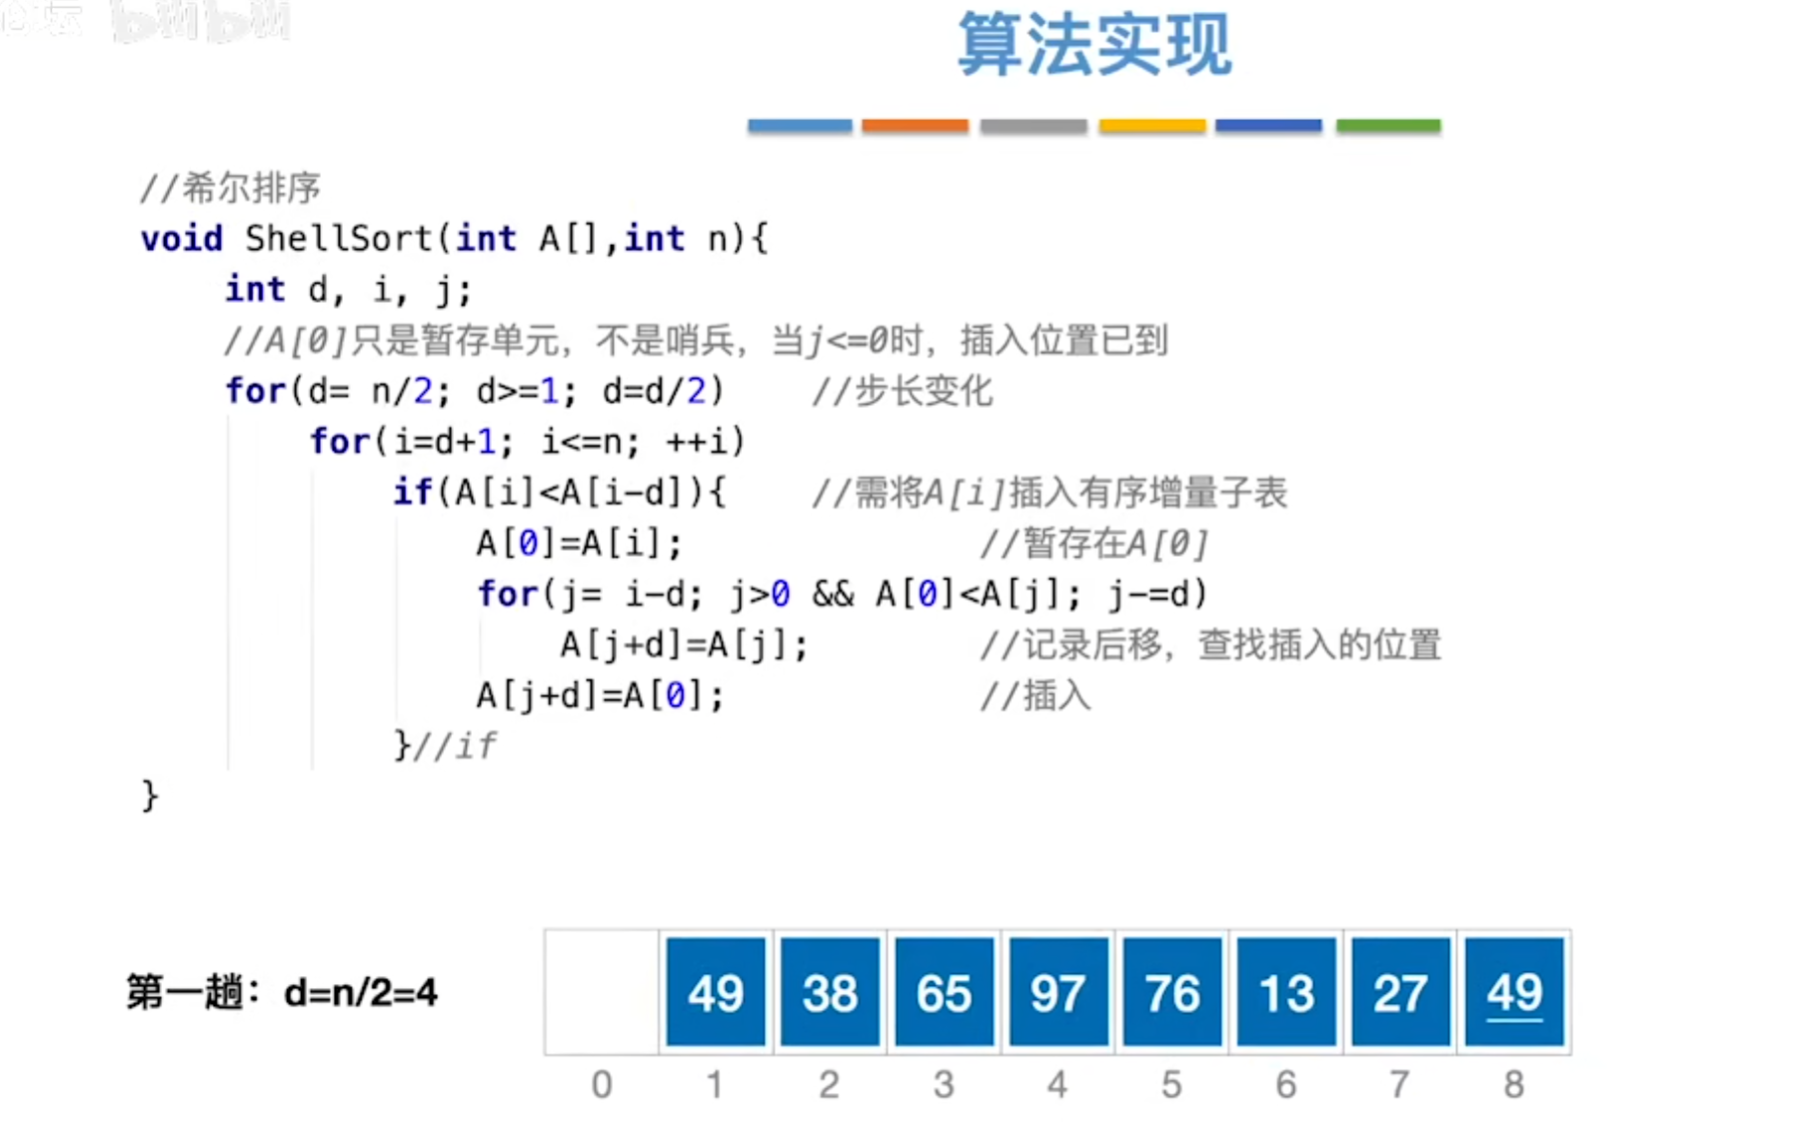 论坛 bilibili
算法实现
//希尔排序
void ShellSort(int A[],int n){
int d, i, j;
//A[0]只是暂存单元，不是哨兵，当j<=0时，插入位置已到
for(d= n/2; d>=1; d=d/2) //步长变化
for(i=d+1; i<=n; ++i)
if(A[i]<A[i-d]){ //需将A[i]插入有序增量子表
A[0]=A[i]; //暂存在A[0]
for(j= i-d; j>0 && A[0]<A[j]; j-=d)
A[j+d]=A[j]; //记录后移，查找插入的位置
A[j+d]=A[0]; //插入
}//if
}
第一趟：d=n/2=4 49 38 65 97 76 13 27 49
0 1 2 3 4 5 6 7 8